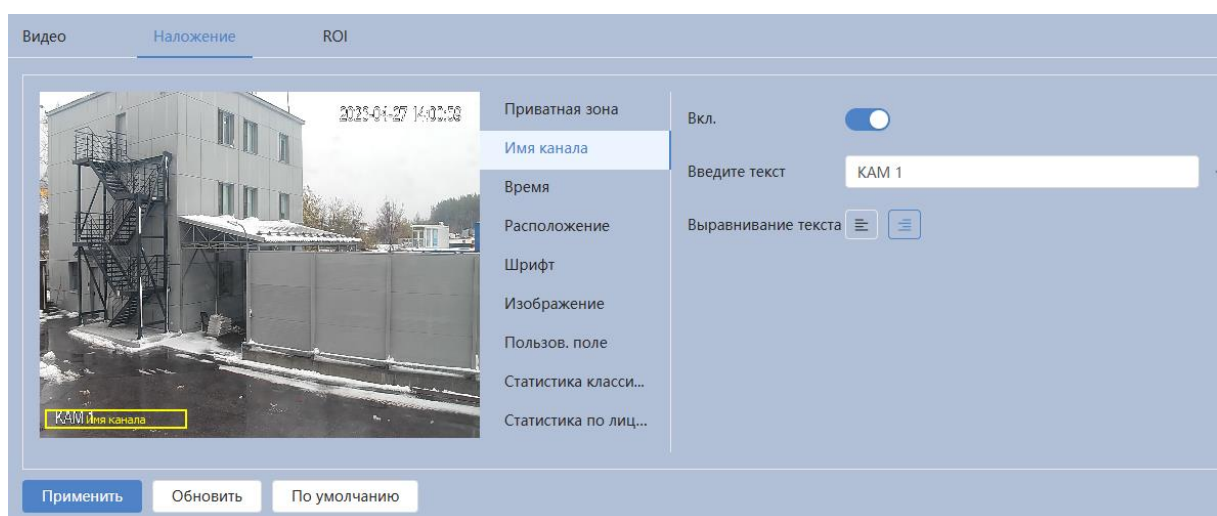 Видео Наложение ROI
Приватная зона
Имя канала
Время
Расположение
Шрифт
Изображение
Пользов. поле
Статистика класси...
Статистика по лиц...
Вкл.
Введите текст КАМ 1
Выравнивание текста
КАМ 1 Имя канала
Применить Обновить По умолчанию